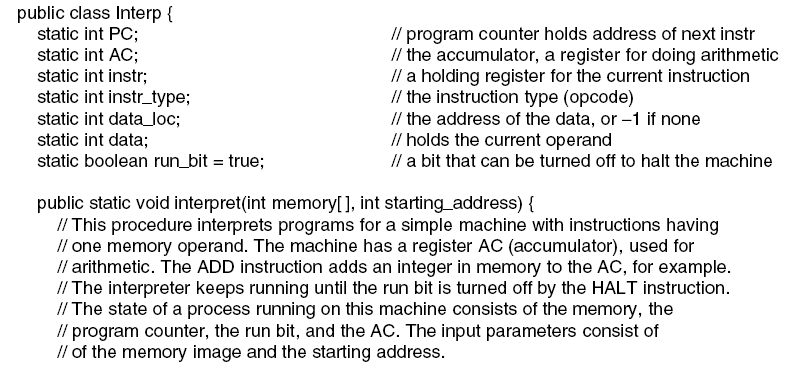 public class Interp {
static int PC; // program counter holds address of next instr
static int AC; // the accumulator, a register for doing arithmetic
static int instr; // a holding register for the current instruction
static int instr_type; // the instruction type (opcode)
static int data_loc; // the address of the data, or –1 if none
static int data; // holds the current operand
static boolean run_bit = true; // a bit that can be turned off to halt the machine
public static void interpret(int memory[ ], int starting_address) {
// This procedure interprets programs for a simple machine with instructions having
// one memory operand. The machine has a register AC (accumulator), used for
// arithmetic. The ADD instruction adds an integer in memory to the AC, for example.
// The interpreter keeps running until the run bit is turned off by the HALT instruction.
// The state of a process running on this machine consists of the memory, the
// program counter, the run bit, and the AC. The input parameters consist of
// of the memory image and the starting address.